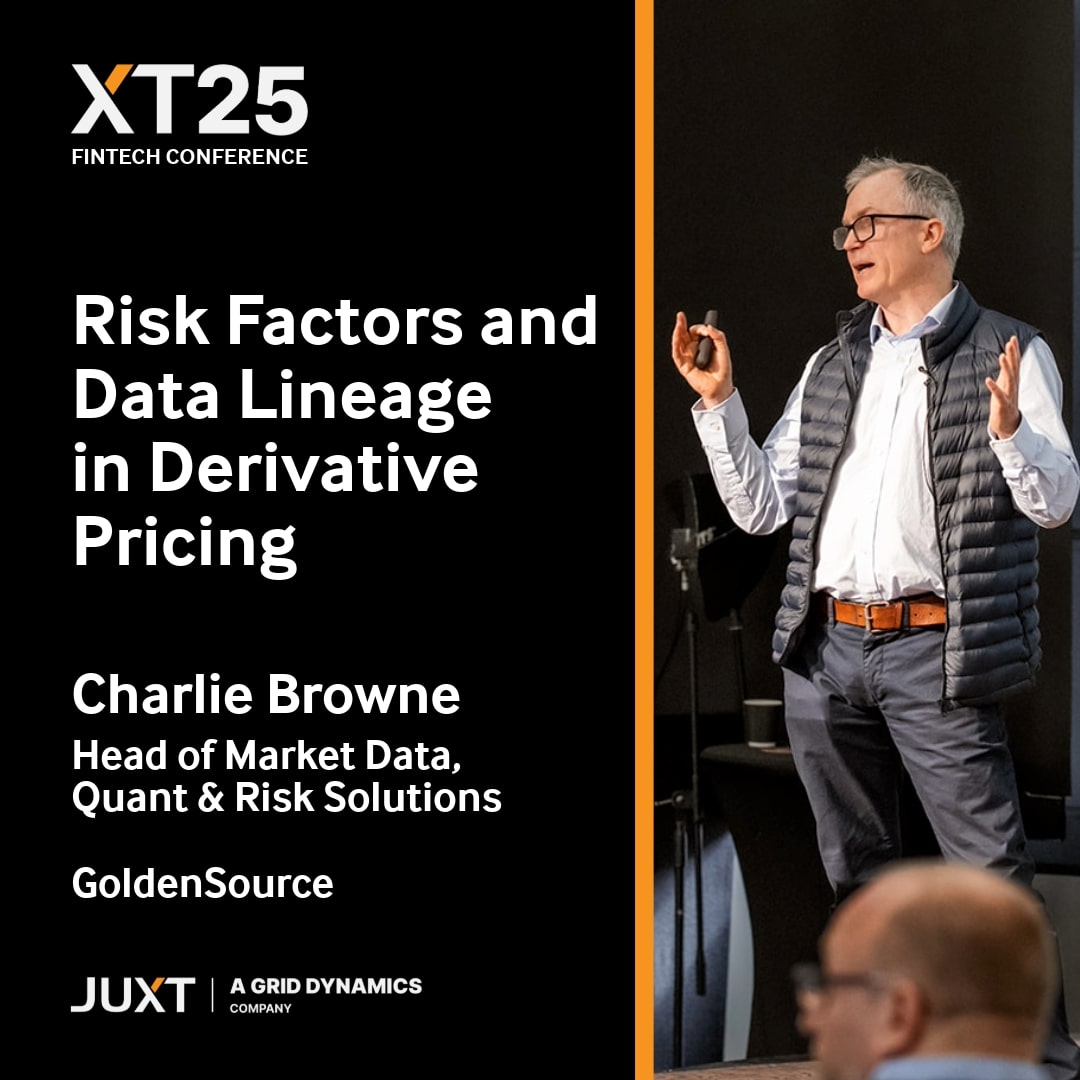 XT25
FINTECH CONFERENCE
Risk Factors and
Data Lineage
in Derivative
Pricing
Charlie Browne
Head of Market Data,
Quant & Risk Solutions
GoldenSource
JUXT | A GRID DYNAMICS
COMPANY